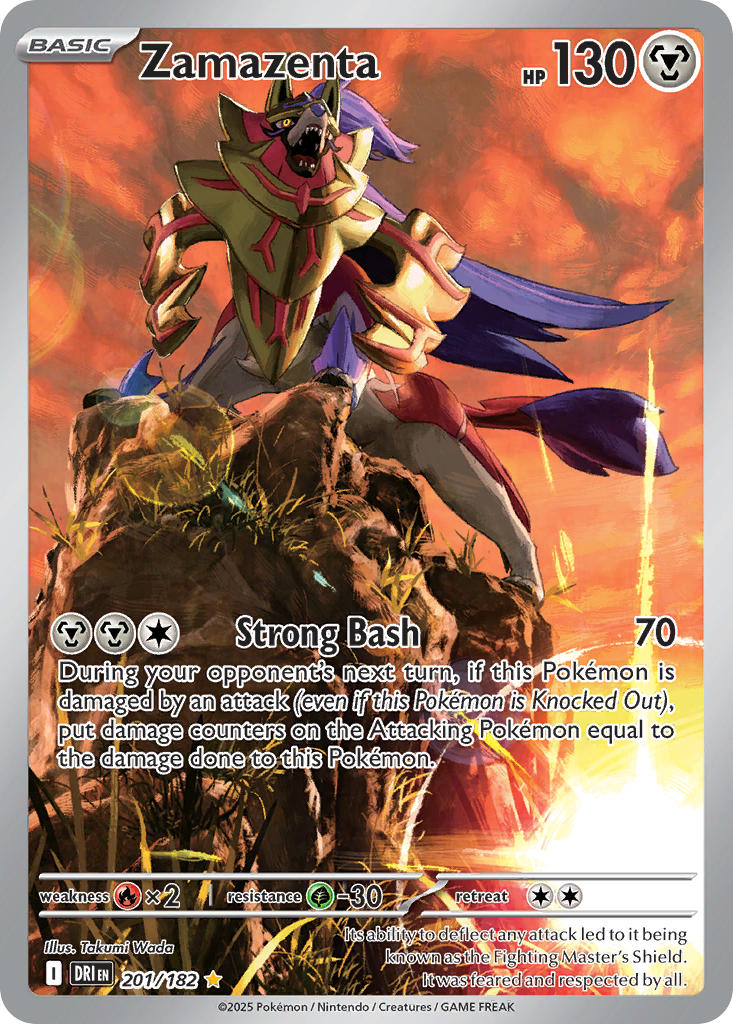 BASIC Zamazenta HP 130
Strong Bash 70
During your opponent's next turn, if this Pokémon is
damaged by an attack (even if this Pokémon is Knocked Out),
put damage counters on the Attacking Pokémon equal to
the damage done to this Pokémon.
weakness ×2 resistance -30 retreat
Illus. Takumi Wada
Its ability to deflect any attack led to it being
known as the Fighting Master's Shield.
It was feared and respected by all.
I DRI EN 201/182
©2025 Pokémon / Nintendo / Creatures / GAME FREAK